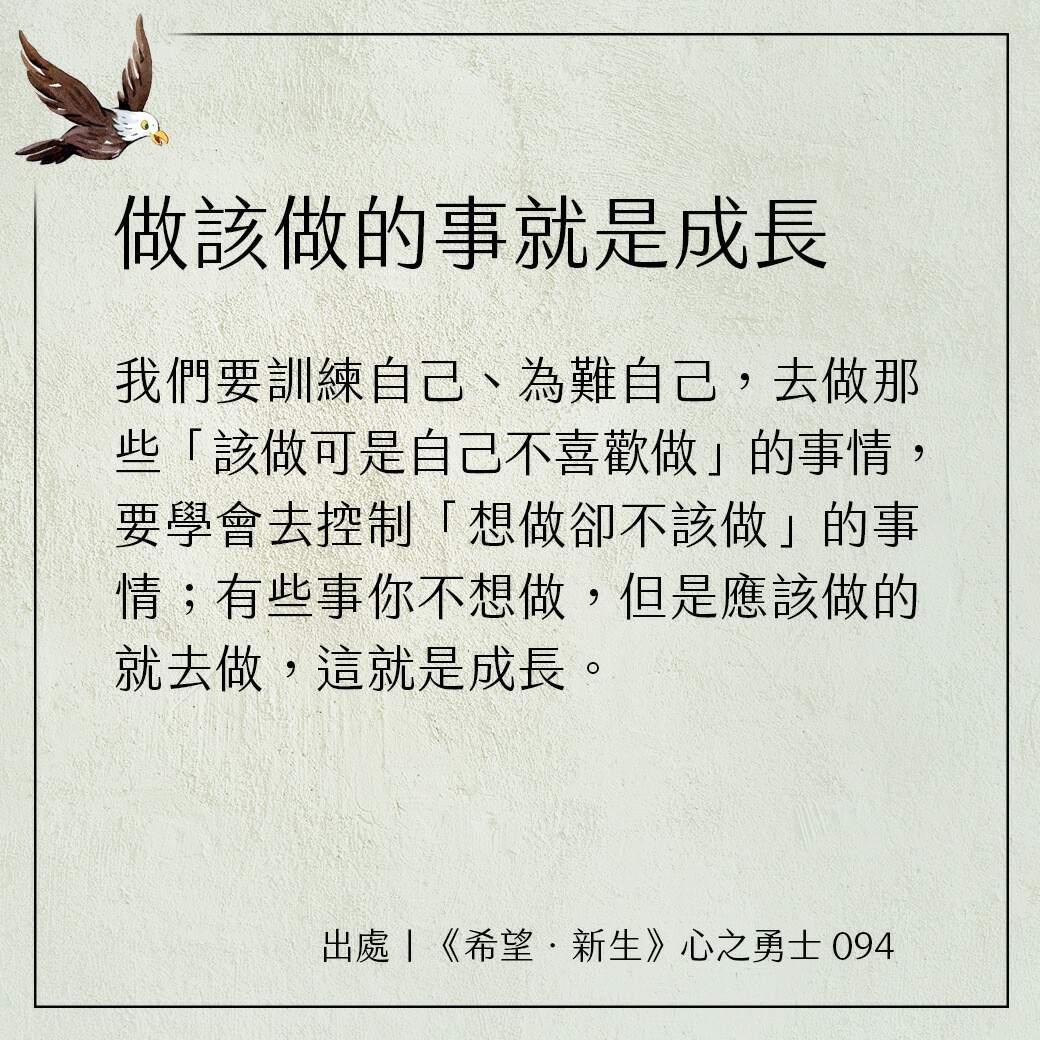 做該做的事就是成長
我們要訓練自己、為難自己，去做那
些「該做可是自己不喜歡做」的事情，
要學會去控制「想做卻不該做」的事
情；有些事你不想做，但是應該做的
就去做，這就是成長。
出處｜《希望．新生》心之勇士 094